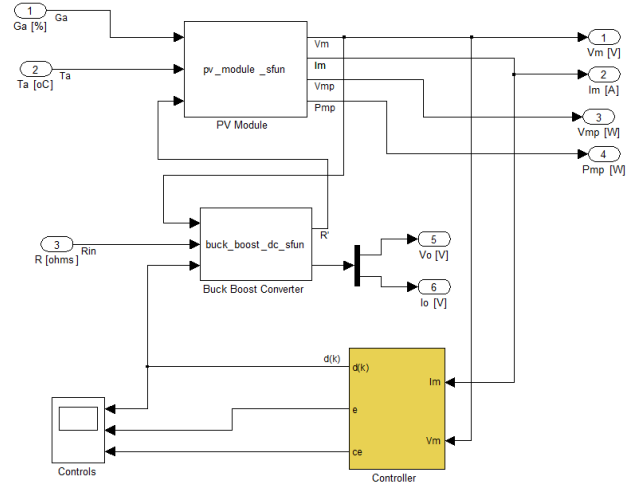 1
Ga
Ga [%]
2
Ta
Ta [oC]
pv_module _sfun
PV Module
Vm
Im
Vmp
Pmp
1
Vm [V]
2
Im [A]
3
Vmp [W]
4
Pmp [W]
3
Rin
R [ohms]
buck_boost _dc_sfun
R'
Buck Boost Converter
5
Vo [V]
6
Io [V]
d(k)
d(k)
Im
e
Vm
ce
Controls
Controller